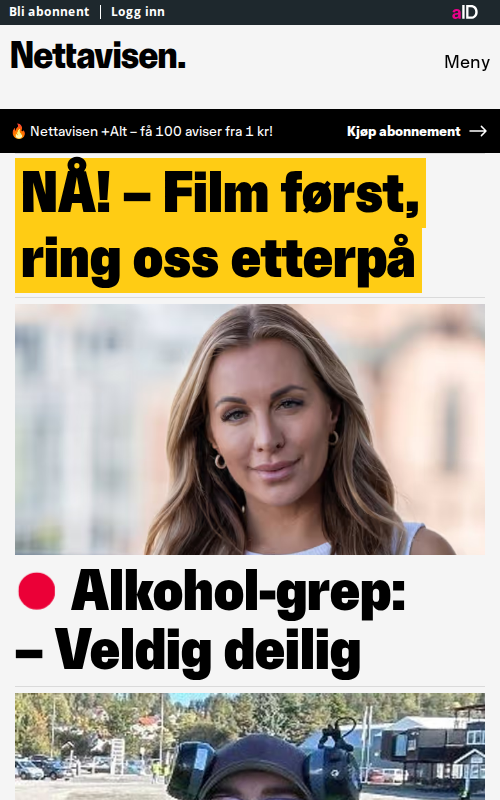 Bli abonnent | Logg inn
aID
Nettavisen.
Meny
🔥 Nettavisen +Alt – få 100 aviser fra 1 kr!
Kjøp abonnement →
NÅ! – Film først,
ring oss etterpå
Alkohol-grep:
– Veldig deilig